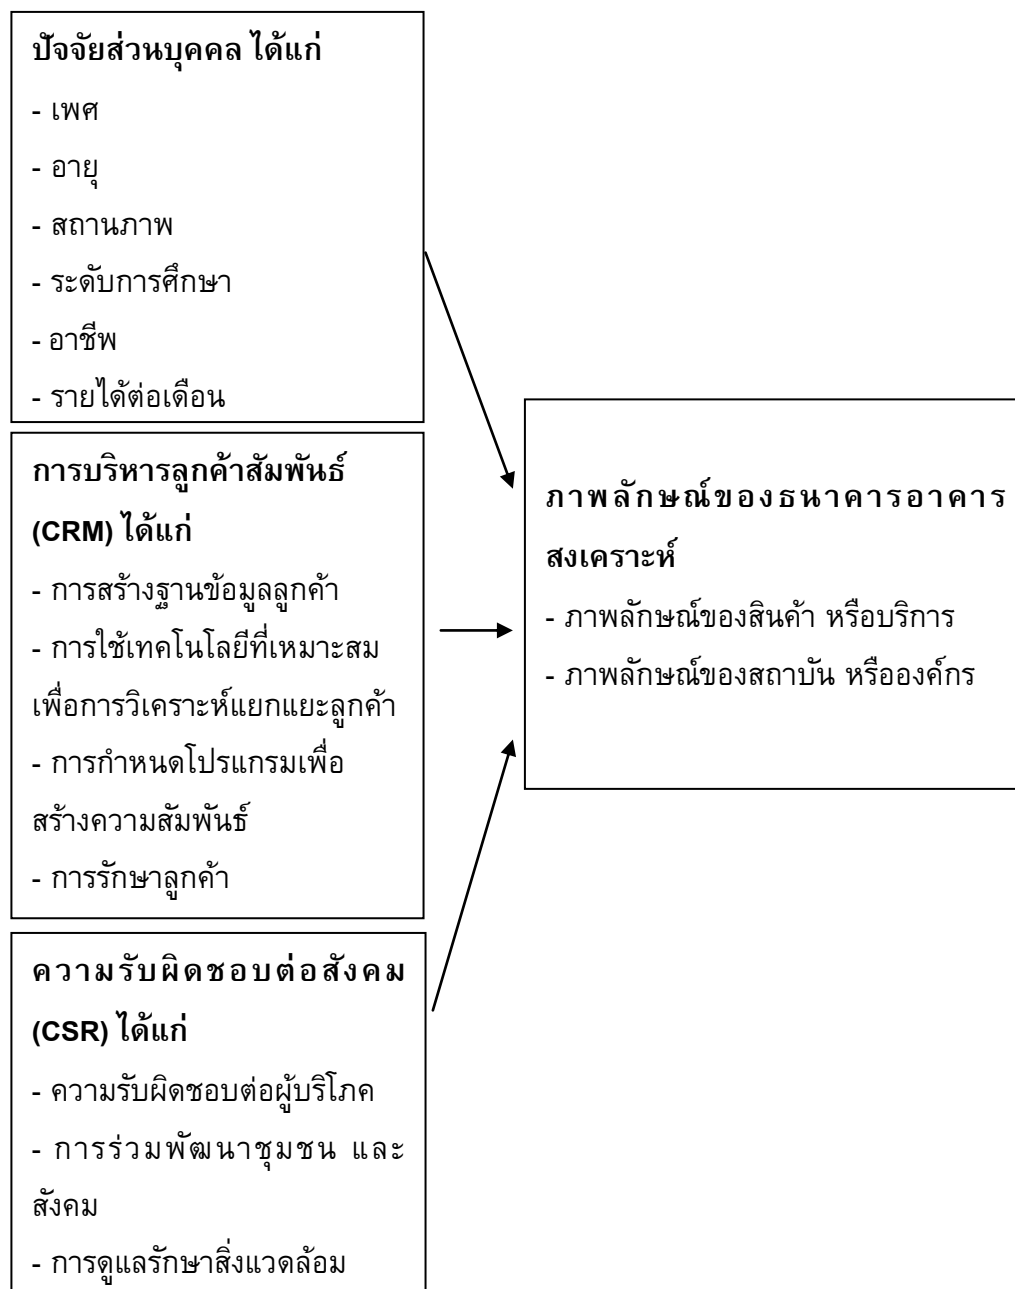 ปัจจัยส่วนบุคคล ได้แก่
- เพศ
- อายุ
- สถานภาพ
- ระดับการศึกษา
- อาชีพ
- รายได้ต่อเดือน
การบริหารลูกค้าสัมพันธ์
(CRM) ได้แก่
- การสร้างฐานข้อมูลลูกค้า
- การใช้เทคโนโลยีที่เหมาะสม
เพื่อการวิเคราะห์แยกแยะลูกค้า
- การกำหนดโปรแกรมเพื่อ
สร้างความสัมพันธ์
- การรักษาลูกค้า
ความรับผิดชอบต่อสังคม
(CSR) ได้แก่
- ความรับผิดชอบต่อผู้บริโภค
- การร่วมพัฒนาชุมชน และ
สังคม
- การดูแลรักษาสิ่งแวดล้อม
ภาพลักษณ์ของธนาคารอาคาร
สงเคราะห์
- ภาพลักษณ์ของสินค้า หรือบริการ
- ภาพลักษณ์ของสถาบัน หรือองค์กร